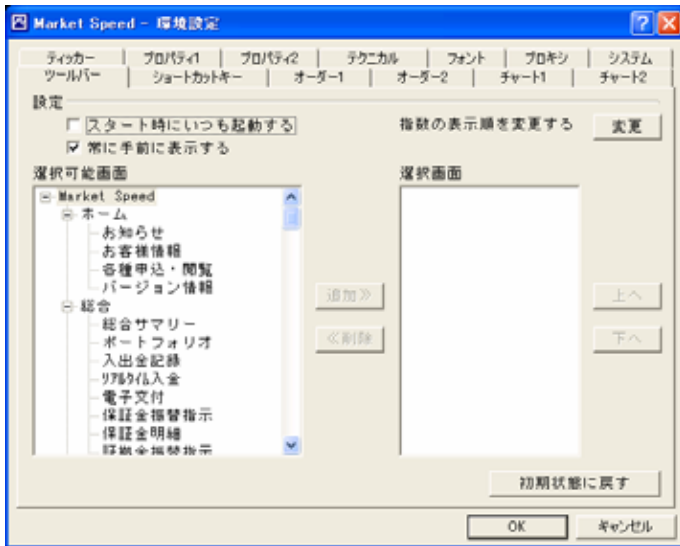 Market Speed - 環境設定
ティッカー プロパティ1 プロパティ2 テクニカル フォント プロキシ システム
ツールバー ショートカットキー オーダー1 オーダー2 チャート1 チャート2
設定
スタート時にいつも起動する
常に手前に表示する
指数の表示順を変更する 変更
選択可能画面 選択画面
Market Speed
ホーム
お知らせ
お客様情報
各種申込・閲覧
バージョン情報
総合
総合サマリー
ポートフォリオ
入出金記録
リアルタイム入金
電子交付
保証金振替指示
保証金明細
証拠金振替指示
追加≫
≪削除
上へ
下へ
初期状態に戻す
OK キャンセル